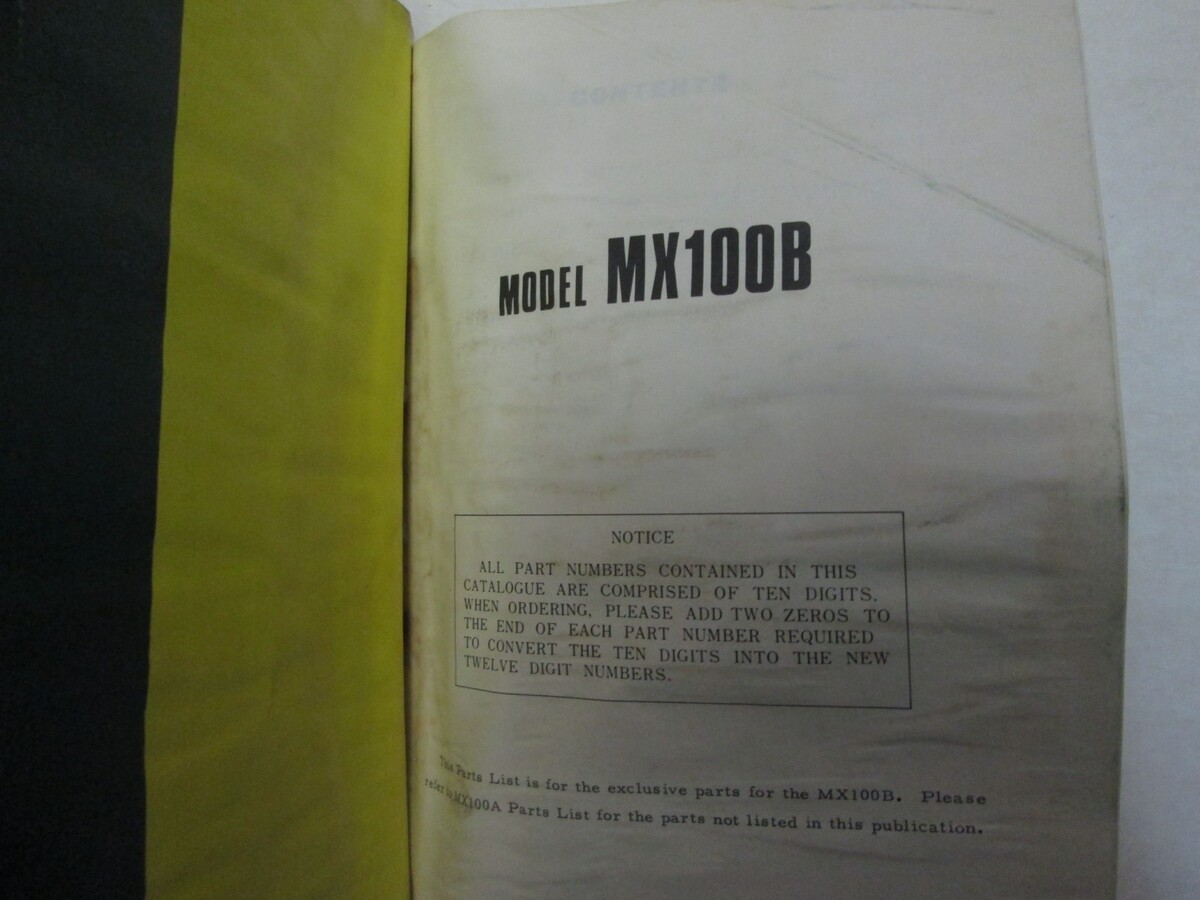 CONTENTS
MODEL MX100B
NOTICE
ALL PART NUMBERS CONTAINED IN THIS
CATALOGUE ARE COMPRISED OF TEN DIGITS.
WHEN ORDERING, PLEASE ADD TWO ZEROS TO
THE END OF EACH PART NUMBER REQUIRED
TO CONVERT THE TEN DIGITS INTO THE NEW
TWELVE DIGIT NUMBERS.
This Parts List is for the exclusive parts for the MX100B. Please
refer to MX100A Parts List for the parts not listed in this publication.